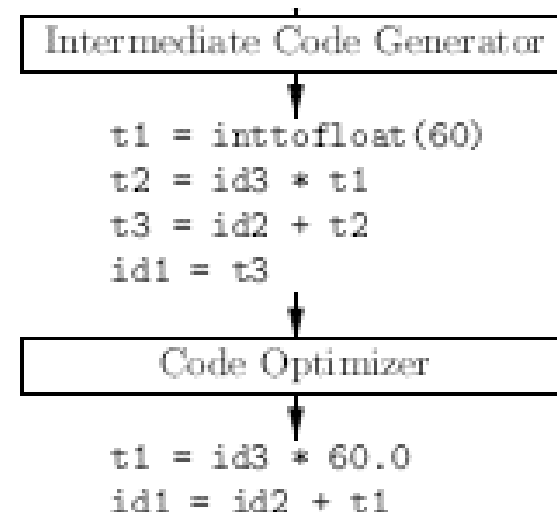 Intermediate Code Generator
t1 = inttofloat(60)
t2 = id3 * t1
t3 = id2 + t2
id1 = t3
Code Optimizer
t1 = id3 * 60.0
id1 = id2 + t1